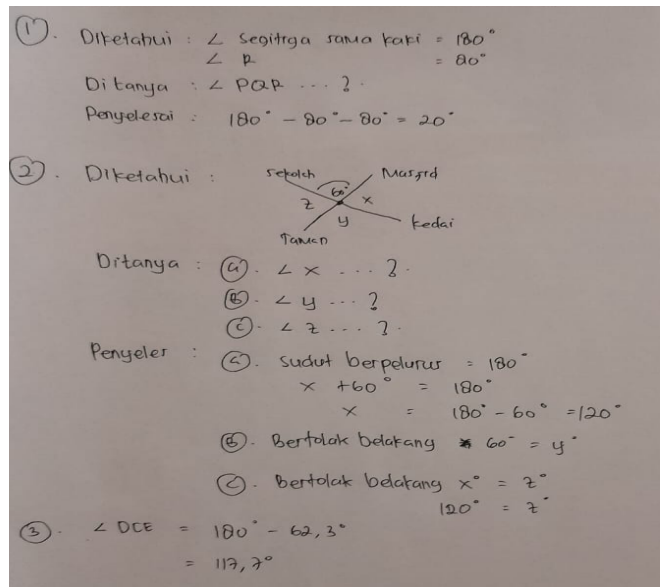 1. Diketahui : ∠ segitiga sama kaki = 180°
∠ R = 80°
Ditanya : ∠ PQR ... ?.
Penyelesai : 180° - 80° - 80° = 20°
2. Diketahui :
Sekolah Masjid
60°
z x
y
Taman Kedai
Ditanya : a. ∠ x ... ?.
B. ∠ y ... ?
c. ∠ z ... ?.
Penyeles : a. Sudut berpelurus = 180°
x + 60° = 180°
x = 180° - 60° = 120°
B. Bertolak belakang 60° = y°
c. Bertolak belakang x° = z°
120° = z°
3. ∠ DCE = 180° - 62,3°
= 117,7°